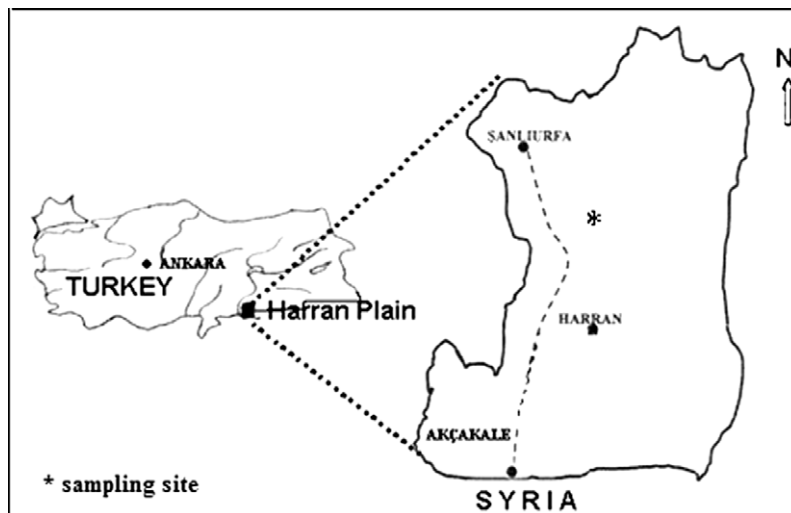 N
ŞANLIURFA
*
ANKARA
TURKEY
Harran Plain
HARRAN
AKÇAKALE
* sampling site
SYRIA